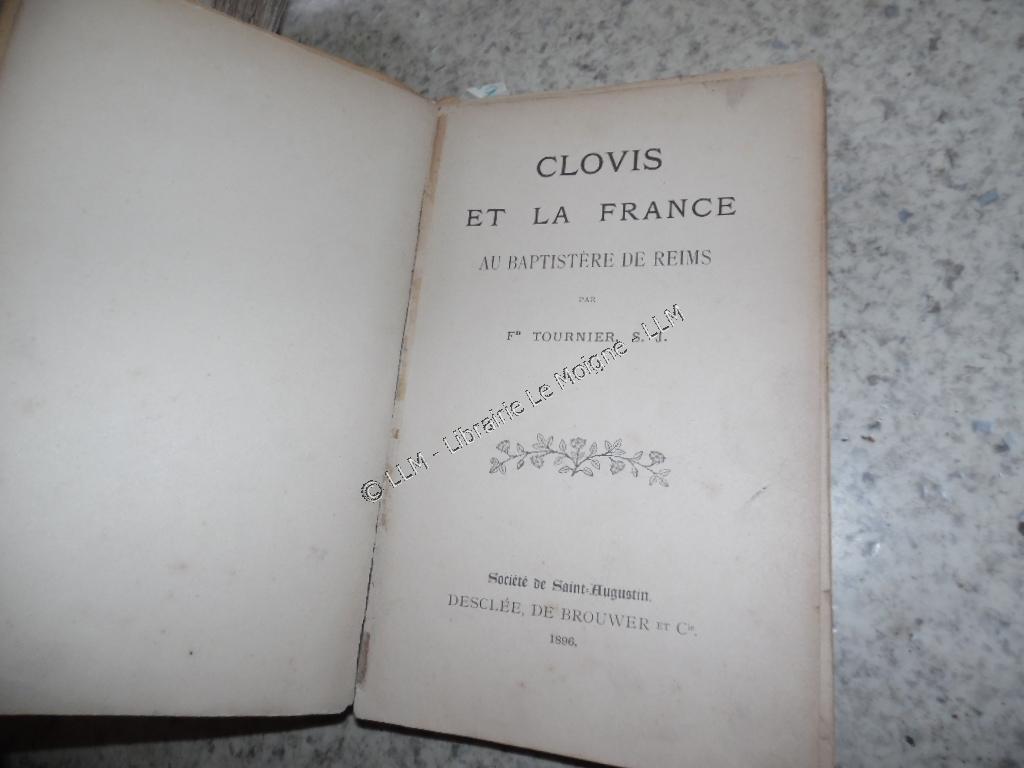 CLOVIS
ET LA FRANCE
AU BAPTISTÈRE DE REIMS
PAR
Fs TOURNIER, S. J.
© LLM - Librairie Le Moigne - LLM
Société de Saint-Augustin.
DESCLÉE, DE BROUWER ET Cie.
1896.